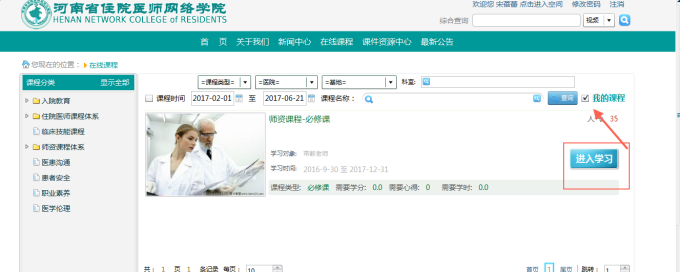 河南省住院医师网络学院
HENAN NETWORK COLLEGE of RESIDENTS
欢迎您 宋蓓蕾 点击进入空间 修改密码 注销
综合查询 视频
首 页 关于我们 新闻中心 在线课程 课件资源中心 最新公告
您现在的位置： 在线课程
课程分类 显示全部
入院教育
住院医师课程体系
临床技能课程
师资课程体系
医患沟通
患者安全
职业素养
医学伦理
=课程类型= =医院= =基地= 科室:
课程时间 2017-02-01 至 2017-06-21 课程名称: 查询 我的课程
师资课程-必修课 35
学习对象: 带教老师
学习时间: 2016-9-30 至 2017-12-31
进入学习
课程类型: 必修课 需要学分: 0.0 需要心得: 0 需要学时: 0.0
共: 1 页 1 条记录 每页: 10 首页 1 尾页 跳转: 1